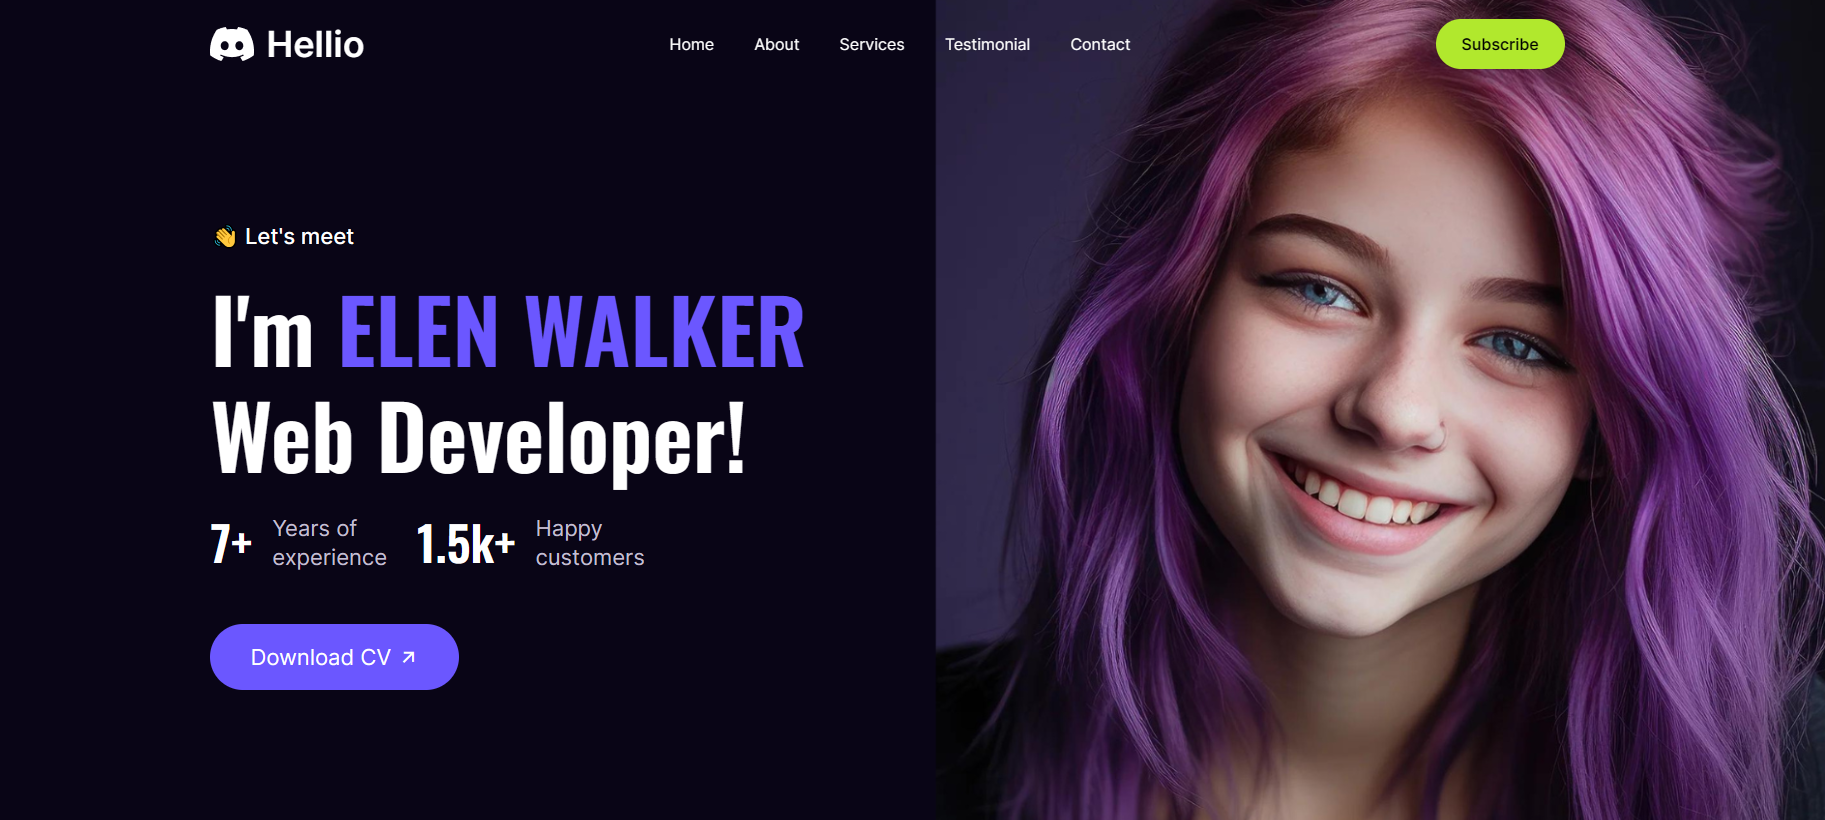 Hellio
Home About Services Testimonial Contact
Subscribe
👋 Let's meet
I'm ELEN WALKER
Web Developer!
7+ Years of experience
1.5k+ Happy customers
Download CV